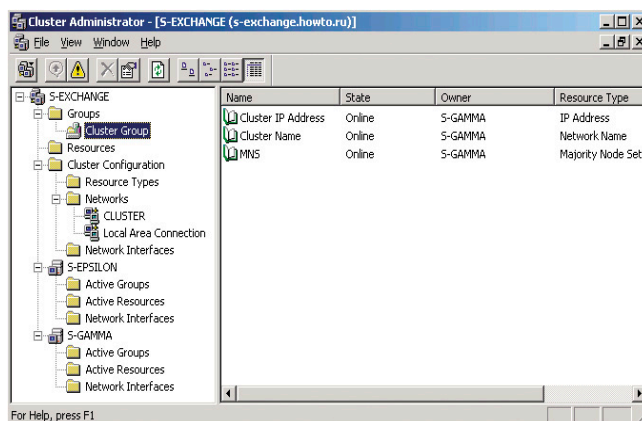 Cluster Administrator - [S-EXCHANGE (s-exchange.howto.ru)]
File View Window Help
S-EXCHANGE
Groups
Cluster Group
Resources
Cluster Configuration
Resource Types
Networks
CLUSTER
Local Area Connection
Network Interfaces
S-EPSILON
Active Groups
Active Resources
Network Interfaces
S-GAMMA
Active Groups
Active Resources
Network Interfaces
Name State Owner Resource Type
Cluster IP Address Online S-GAMMA IP Address
Cluster Name Online S-GAMMA Network Name
MNS Online S-GAMMA Majority Node Set
For Help, press F1